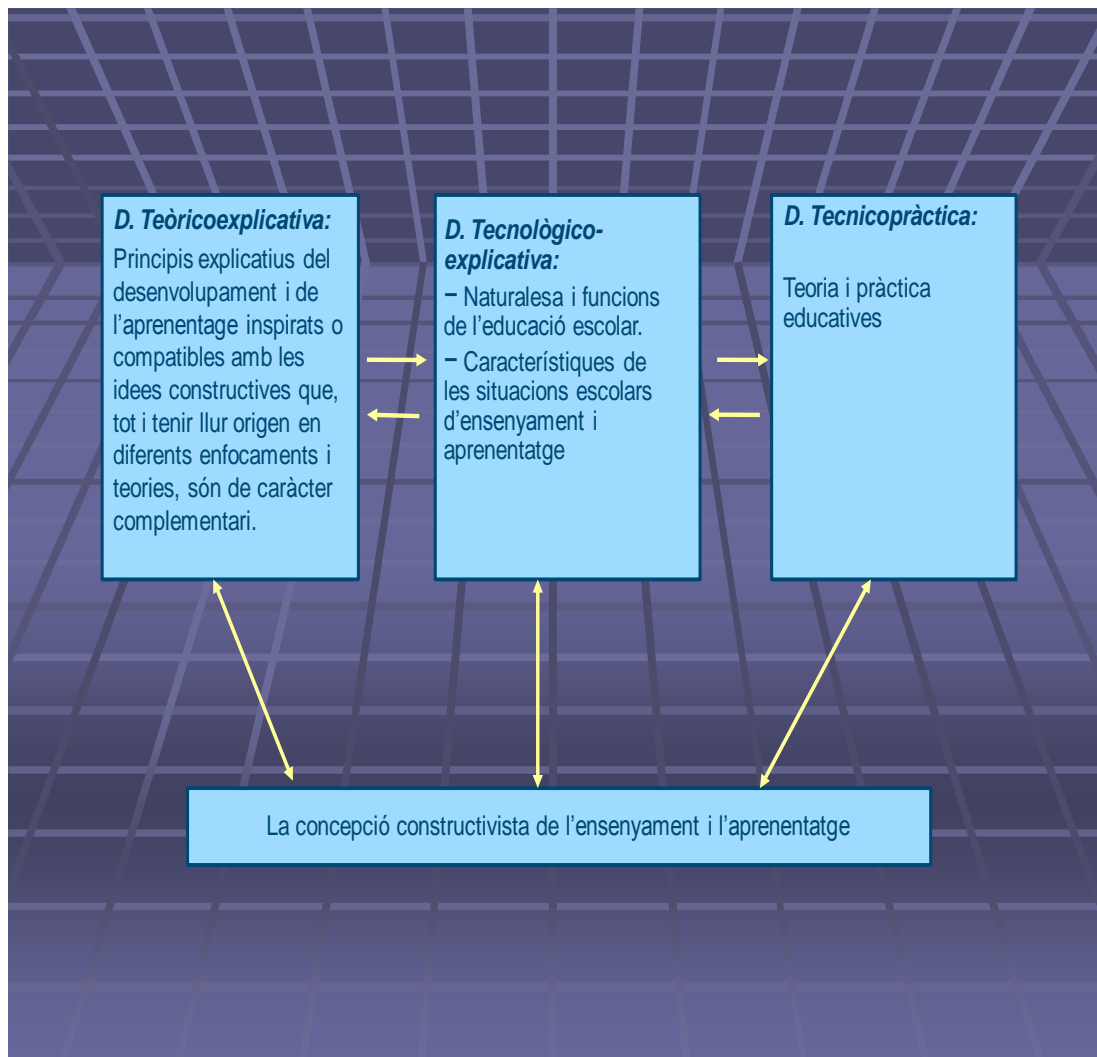 D. Teòricoexplicativa:
Principis explicatius del
desenvolupament i de
l’aprenentage inspirats o
compatibles amb les
idees constructives que,
tot i tenir llur origen en
diferents enfocaments i
teories, són de caràcter
complementari.
D. Tecnològico-
explicativa:
− Naturalesa i funcions
de l’educació escolar.
− Característiques de
les situacions escolars
d’ensenyament i
aprenentatge
D. Tecnicopràctica:
Teoria i pràctica
educatives
La concepció constructivista de l’ensenyament i l’aprenentatge